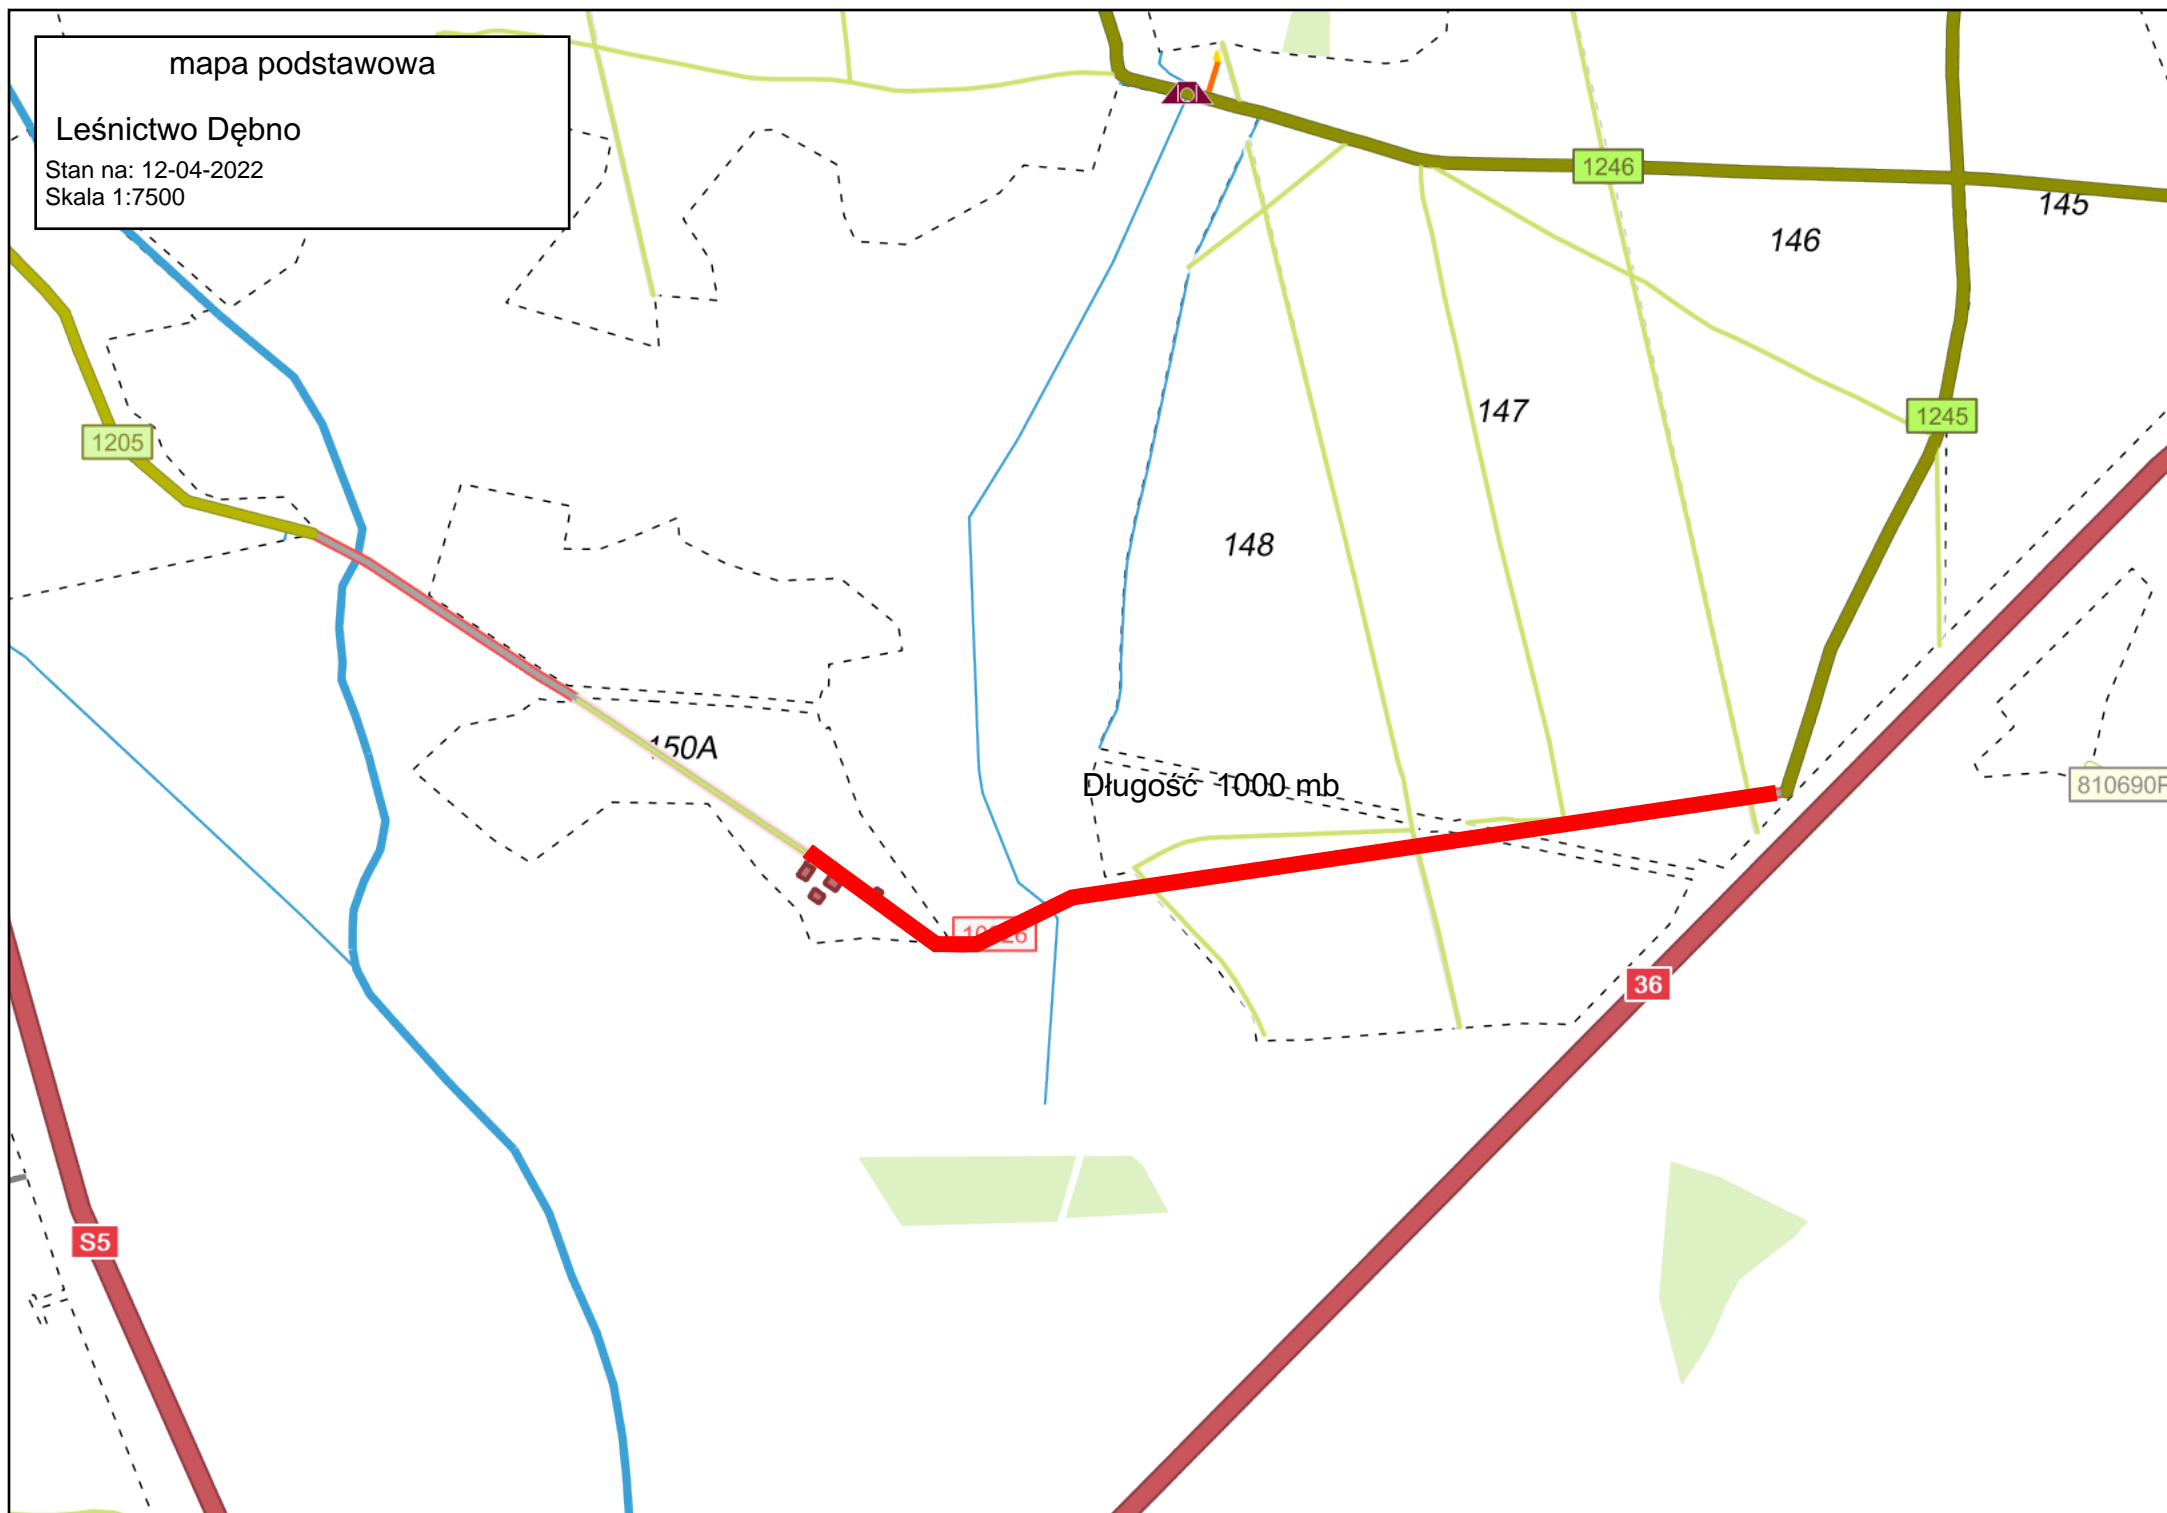 mapa podstawowa
Leśnictwo Dębno
Stan na: 12-04-2022
Skala 1:7500
1246
145
146
1205
147
1245
148
150A
Długość 1000 mb
36
S5